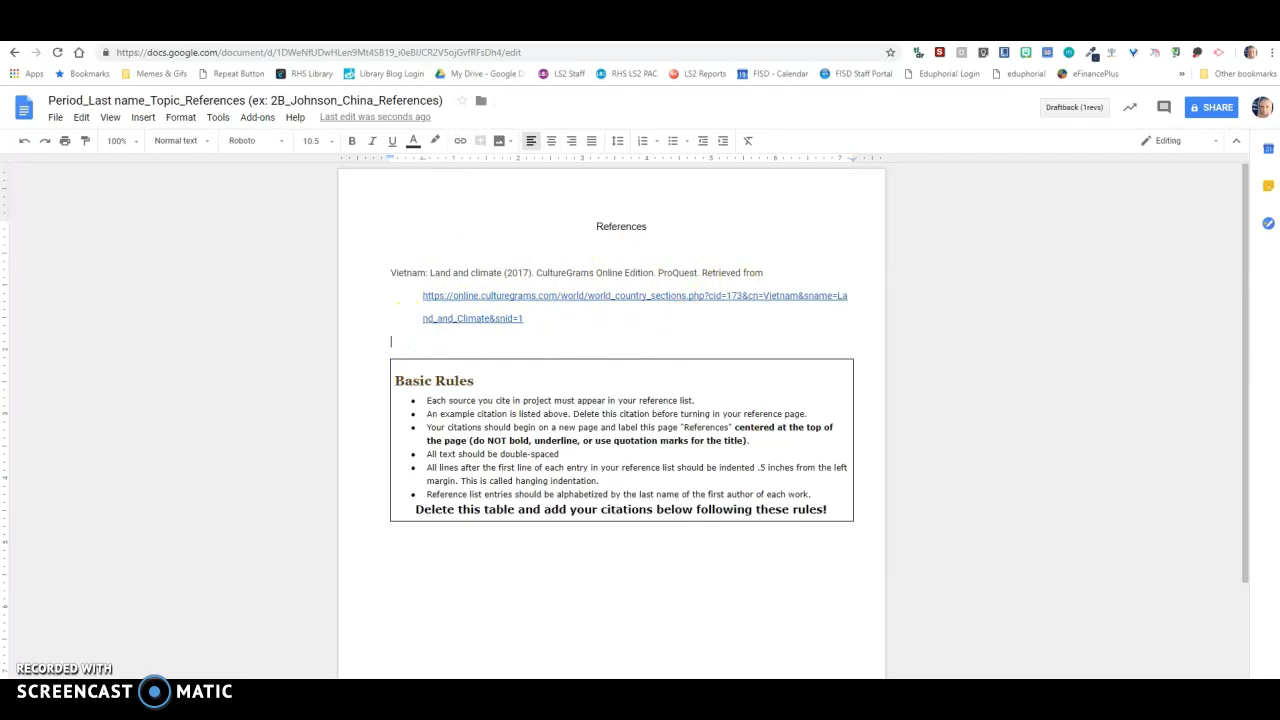 https://docs.google.com/document/d/1DWeNfUDwHLen9Mt4SB19_i0eBIJCR2V5ojGvfRFsDh4/edit
Apps Bookmarks Memes & Gifs Repeat Button RHS Library Library Blog Login My Drive - Google D LS2 Staff RHS LS2 PAC LS2 Reports FISD - Calendar FISD Staff Portal Eduphorial Login eduphorial eFinancePlus » Other bookmarks
Period_Last name_Topic_References (ex: 2B_Johnson_China_References)
File Edit View Insert Format Tools Add-ons Help Last edit was seconds ago
Draftback (1revs)
SHARE
100% Normal text Roboto 10.5 B I U A Editing
1 2 3 4 5 6 7
References
Vietnam: Land and climate (2017). CultureGrams Online Edition. ProQuest. Retrieved from
https://online.culturegrams.com/world/world_country_sections.php?cid=173&cn=Vietnam&sname=La
nd_and_Climate&snid=1
Basic Rules
• Each source you cite in project must appear in your reference list.
• An example citation is listed above. Delete this citation before turning in your reference page.
• Your citations should begin on a new page and label this page "References" centered at the top of
the page (do NOT bold, underline, or use quotation marks for the title).
• All text should be double-spaced
• All lines after the first line of each entry in your reference list should be indented .5 inches from the left
margin. This is called hanging indentation.
• Reference list entries should be alphabetized by the last name of the first author of each work.
Delete this table and add your citations below following these rules!
RECORDED WITH
SCREENCAST MATIC